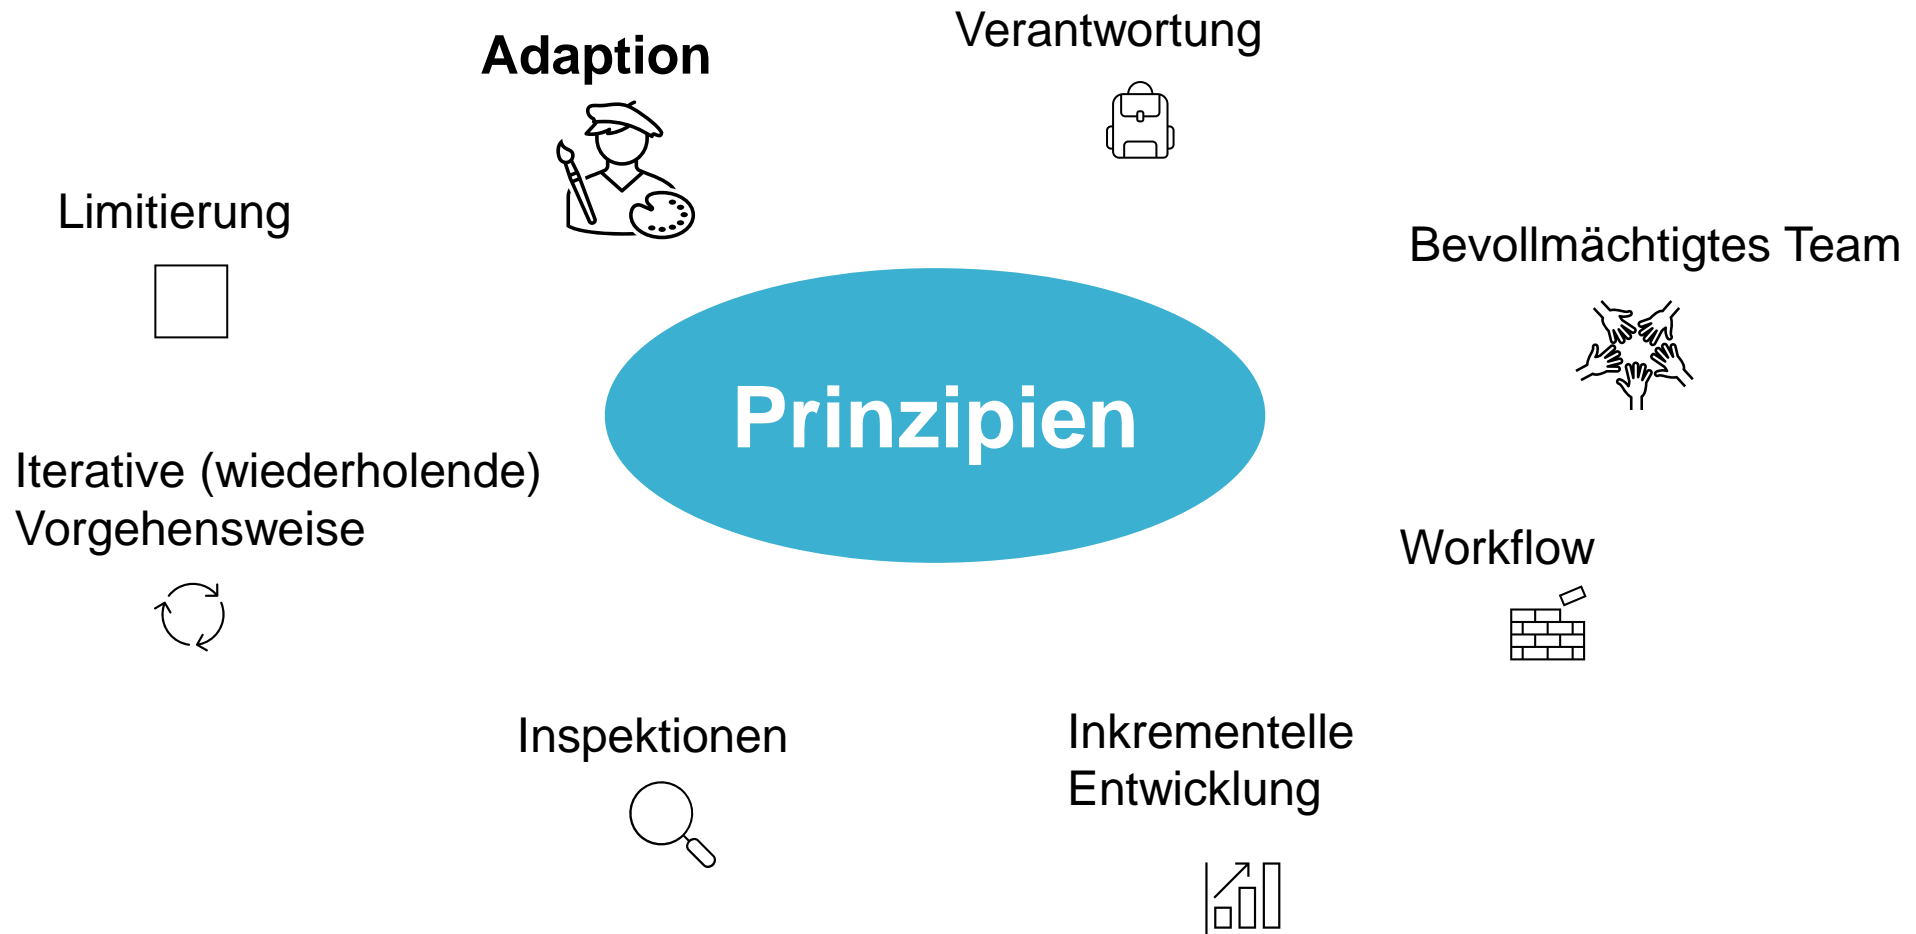 Adaption
Verantwortung
Limitierung
Bevollmächtigtes Team
Prinzipien
Iterative (wiederholende)
Vorgehensweise
Workflow
Inspektionen
Inkrementelle
Entwicklung